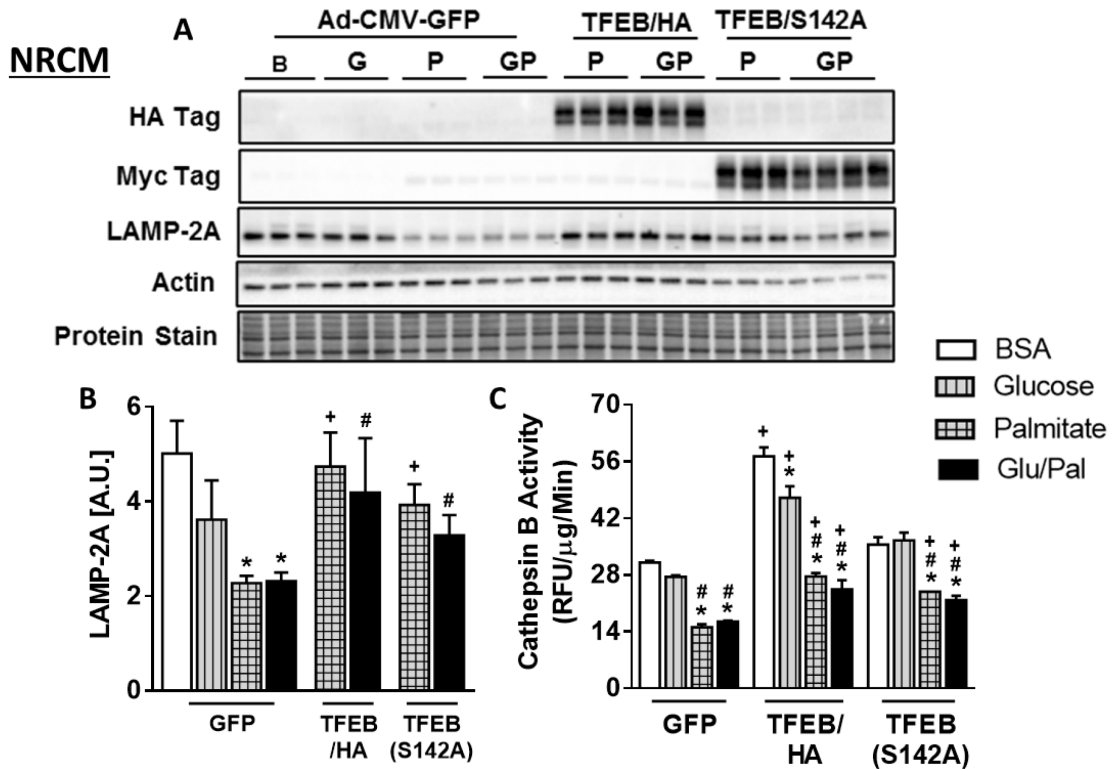 A
Ad-CMV-GFP
TFEB/HA
TFEB/S142A
NRCM
B
G
P
GP
P
GP
P
GP
HA Tag
Myc Tag
LAMP-2A
Actin
Protein Stain
BSA
Glucose
Palmitate
Glu/Pal
B
LAMP-2A [A.U.]
6
4
2
0
* * + # + #
GFP
TFEB
/HA
TFEB
(S142A)
C
Cathepsin B Activity
(RFU/µg/Min)
70
56
42
28
14
0
#
*
#
*
+
+
*
+
#
*
+
#
*
+
#
*
+
#
*
GFP
TFEB/
HA
TFEB
(S142A)